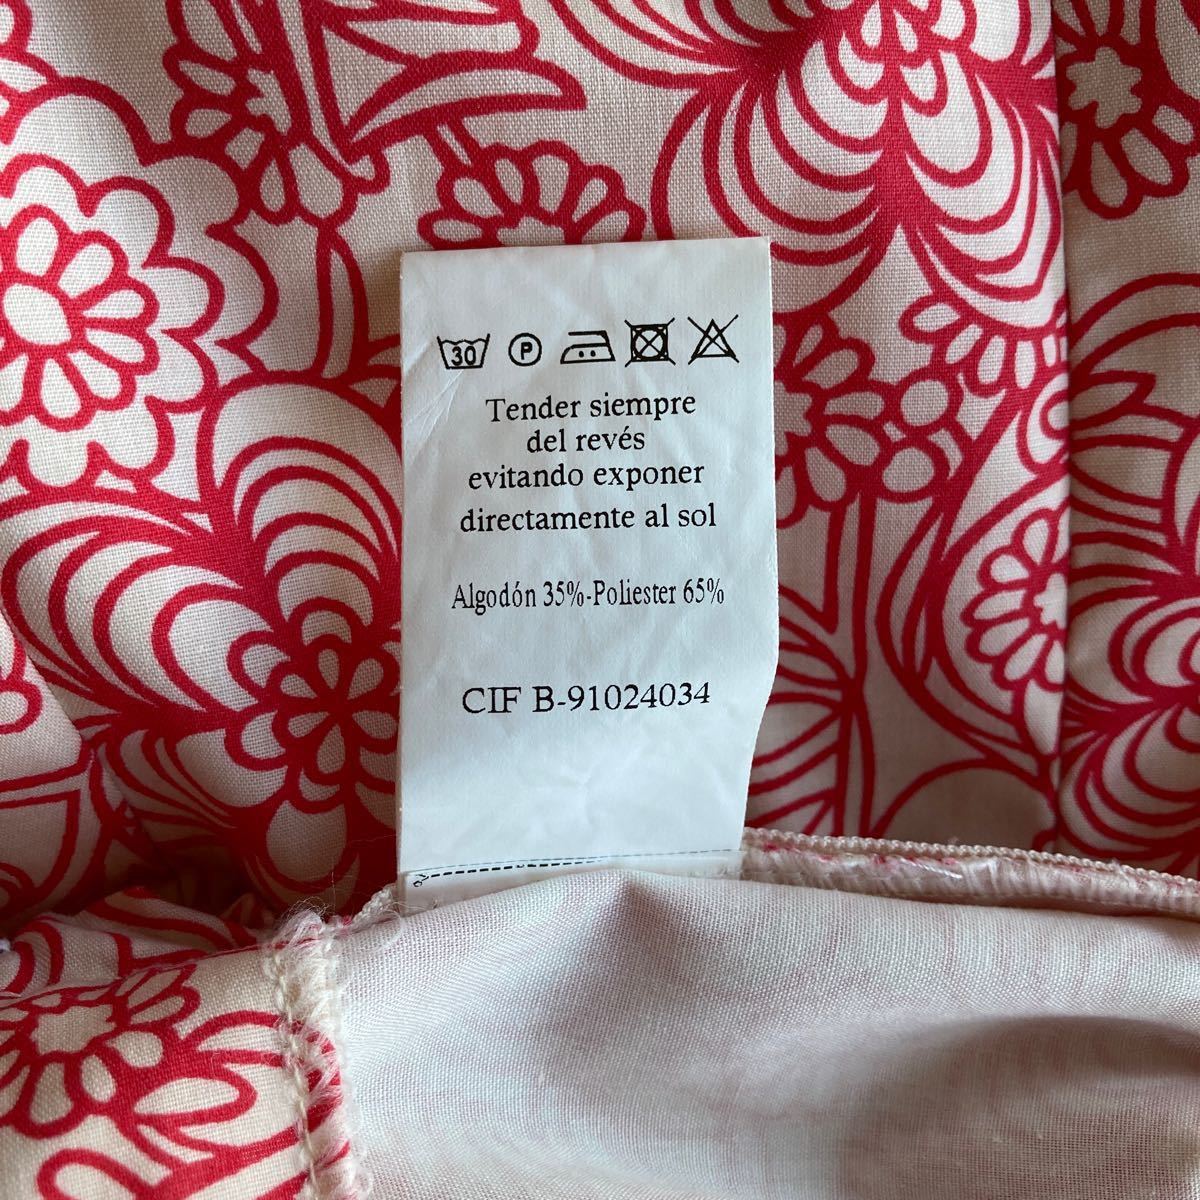 30 P
Tender siempre
del revés
evitando exponer
directamente al sol
Algodón 35%-Poliester 65%
CIF B-91024034